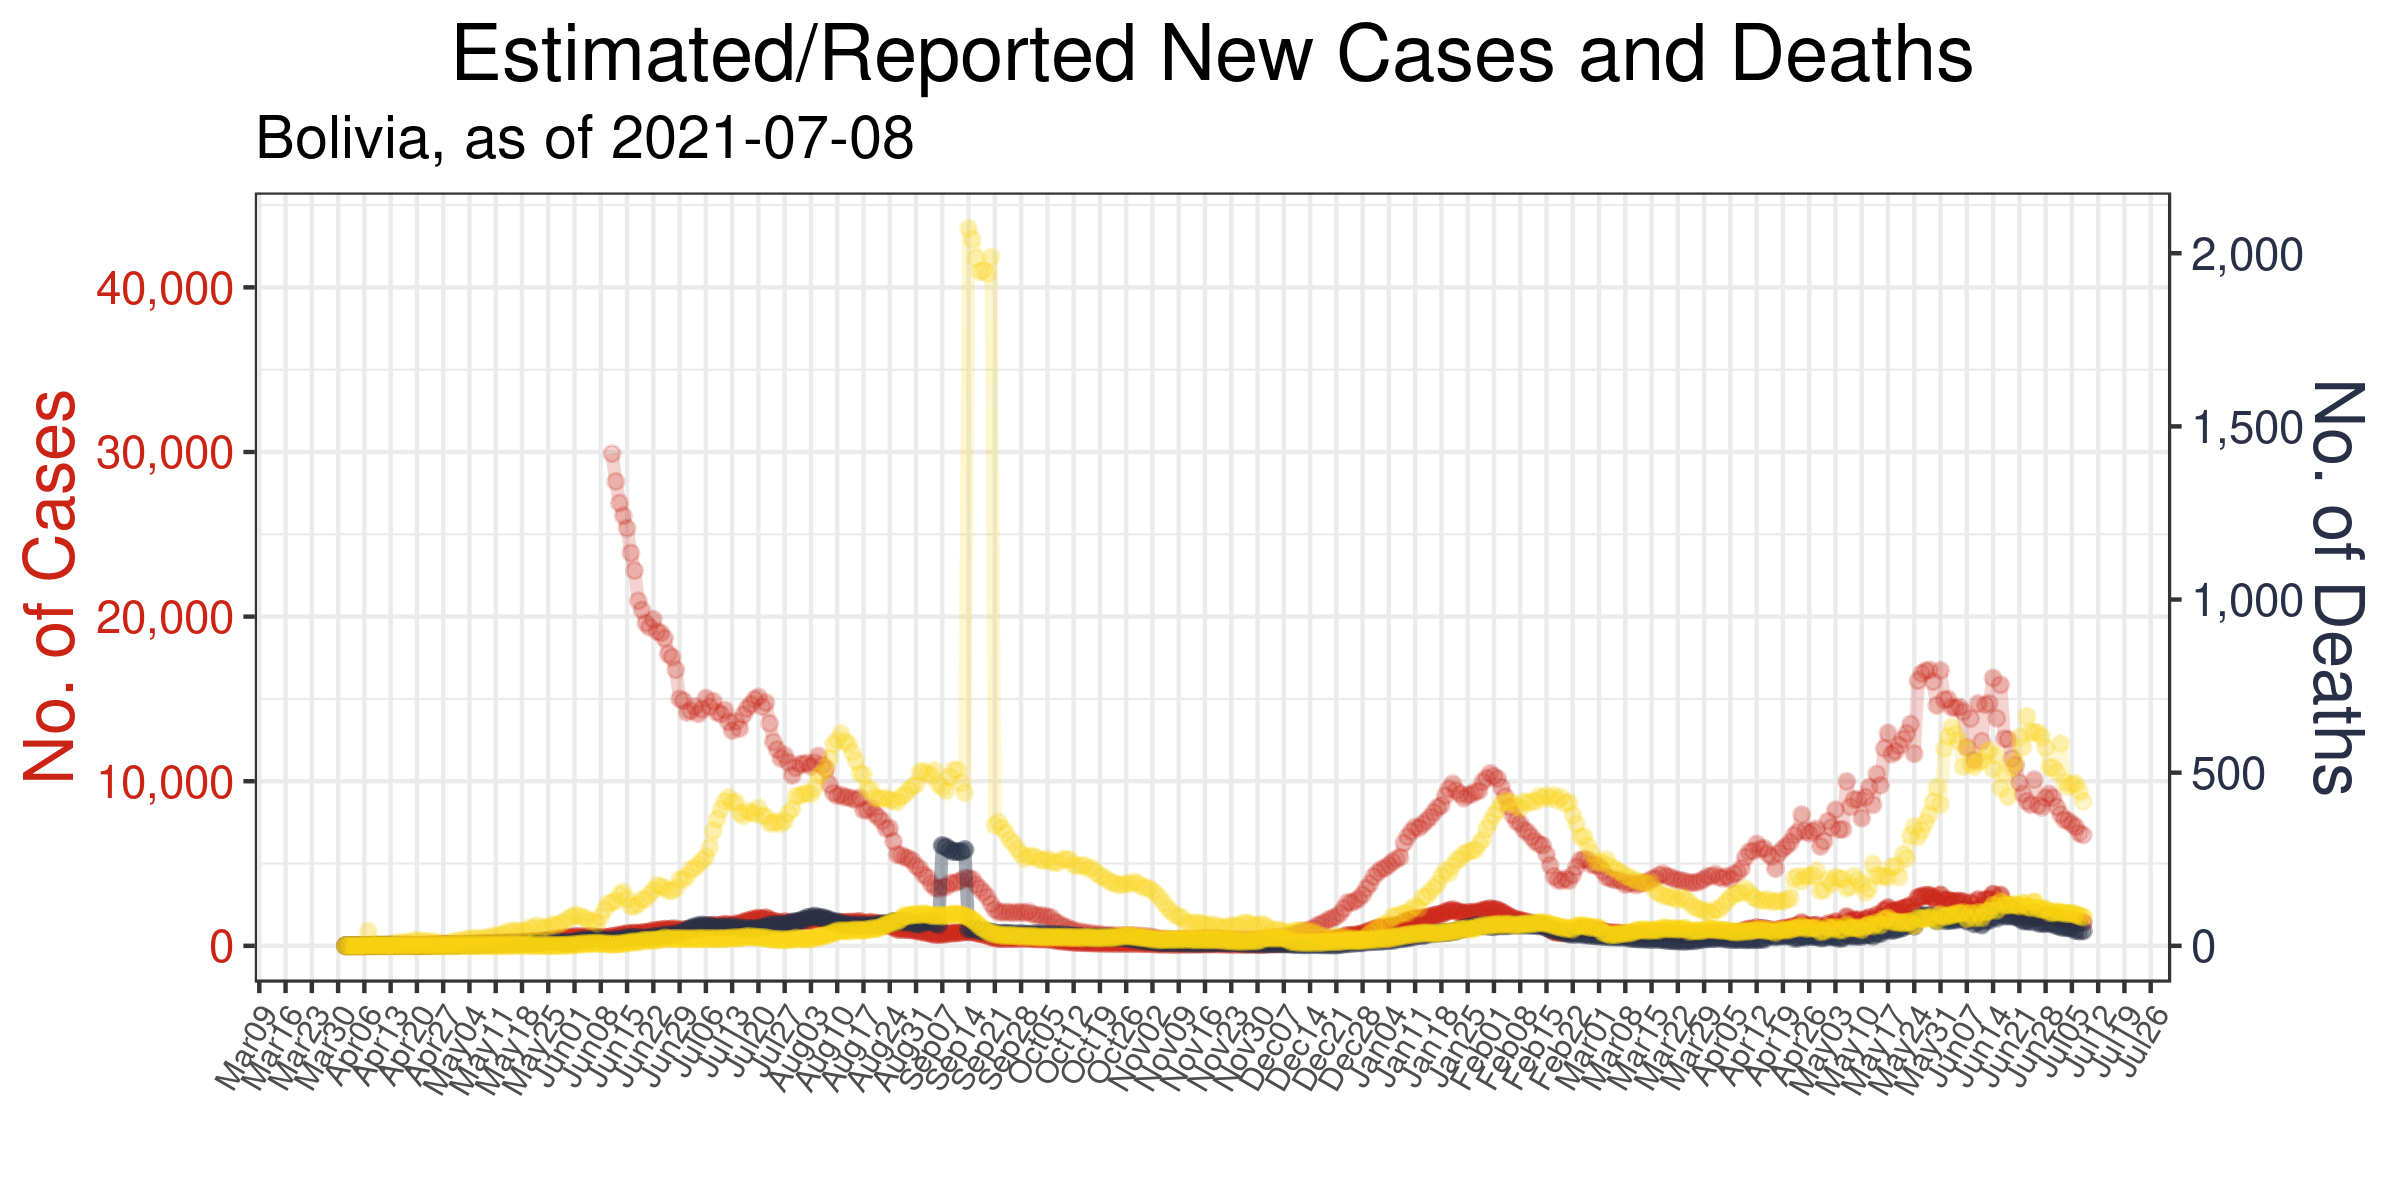 Estimated/Reported New Cases and Deaths
Bolivia, as of 2021-07-08
No. of Cases
40,000
30,000
20,000
10,000
0
2,000
1,500
1,000
500
0
No. of Deaths
Mar09
Mar16
Mar23
Mar30
Apr06
Apr13
Apr20
Apr27
May04
May11
May18
May25
Jun01
Jun08
Jun15
Jun22
Jun29
Jul06
Jul13
Jul20
Jul27
Aug03
Aug10
Aug17
Aug24
Aug31
Sep07
Sep14
Sep21
Sep28
Oct05
Oct12
Oct19
Oct26
Nov02
Nov09
Nov16
Nov23
Nov30
Dec07
Dec14
Dec21
Dec28
Jan04
Jan11
Jan18
Jan25
Feb01
Feb08
Feb15
Feb22
Mar01
Mar08
Mar15
Mar22
Mar29
Apr05
Apr12
Apr19
Apr26
May03
May10
May17
May24
May31
Jun07
Jun14
Jun21
Jun28
Jul05
Jul12
Jul19
Jul26